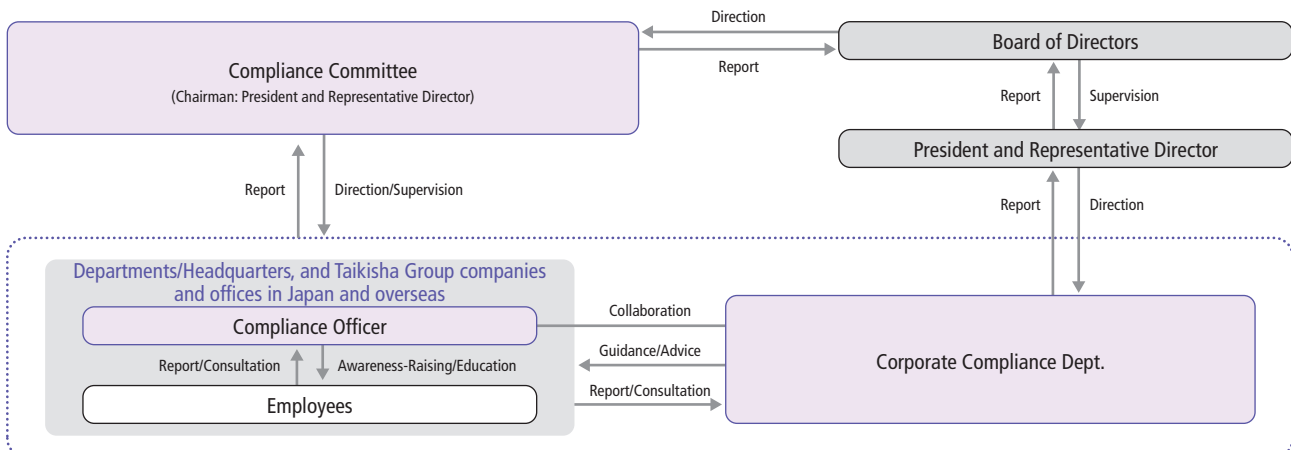 Direction
Board of Directors
Compliance Committee
(Chairman: President and Representative Director)
Report
Report
Supervision
President and Representative Director
Report
Direction/Supervision
Report
Direction
Departments/Headquarters, and Taikisha Group companies
and offices in Japan and overseas
Compliance Officer
Collaboration
Report/Consultation
Awareness-Raising/Education
Guidance/Advice
Corporate Compliance Dept.
Report/Consultation
Employees